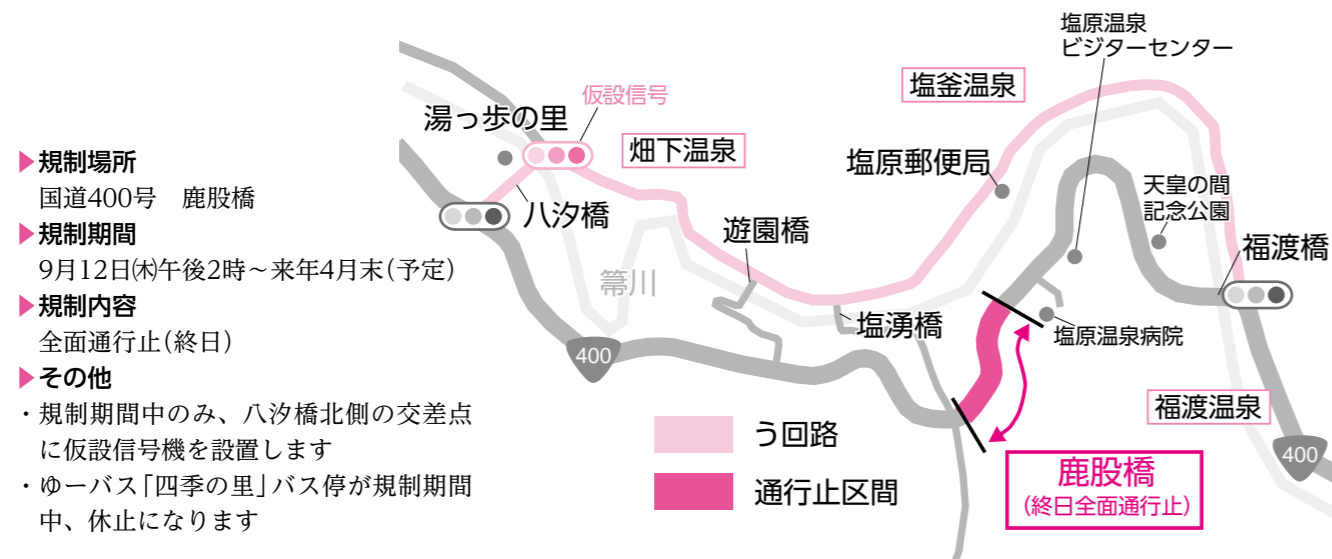 ▶規制場所
国道400号　鹿股橋
▶規制期間
9月12日㈭午後2時～来年4月末(予定)
▶規制内容
全面通行止(終日)
▶その他
・規制期間中のみ、八汐橋北側の交差点
に仮設信号機を設置します
・ゆーバス「四季の里」バス停が規制期間
中、休止になります
塩原温泉
ビジターセンター
仮設信号
塩釜温泉
湯っ歩の里
畑下温泉
塩原郵便局
天皇の間
記念公園
八汐橋
遊園橋
福渡橋
箒川
塩湧橋
塩原温泉病院
400
福渡温泉
う回路
400
鹿股橋
(終日全面通行止)
通行止区間